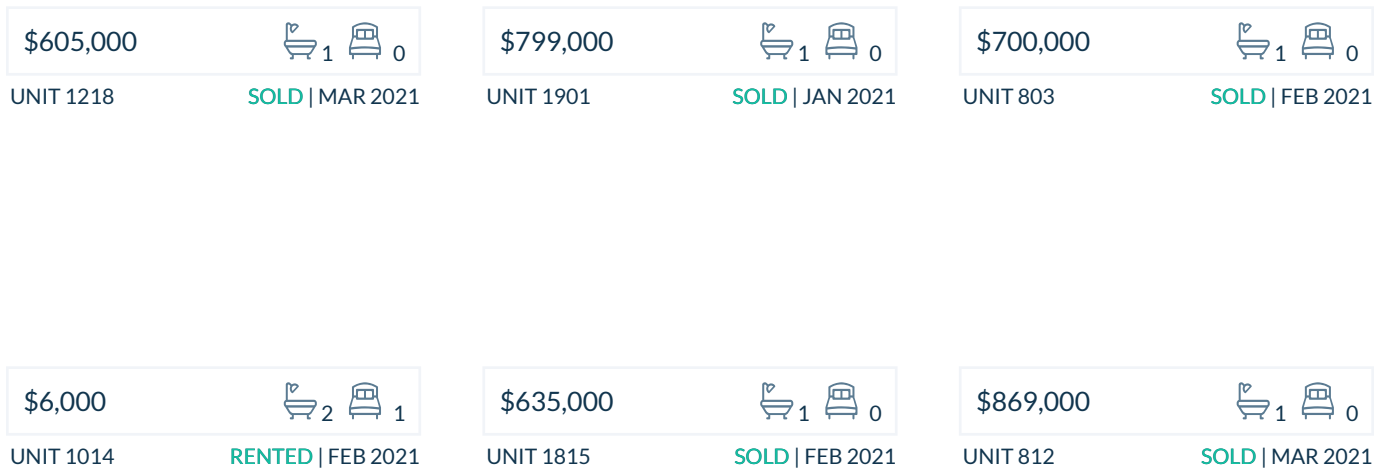 $605,000 1 0
UNIT 1218 SOLD | MAR 2021
$799,000 1 0
UNIT 1901 SOLD | JAN 2021
$700,000 1 0
UNIT 803 SOLD | FEB 2021
$6,000 2 1
UNIT 1014 RENTED | FEB 2021
$635,000 1 0
UNIT 1815 SOLD | FEB 2021
$869,000 1 0
UNIT 812 SOLD | MAR 2021